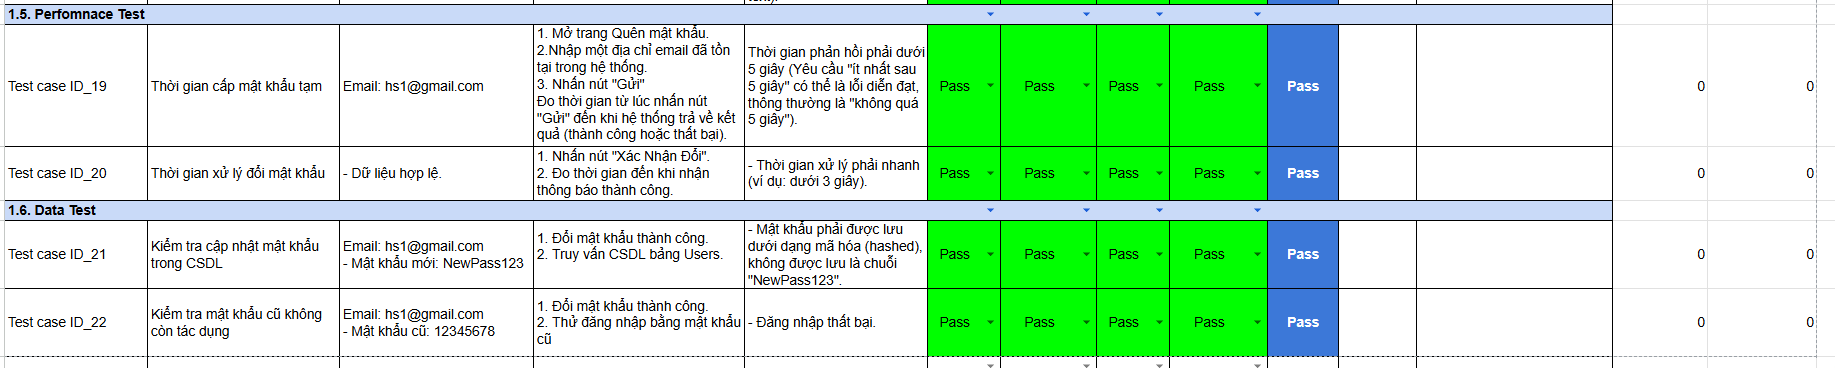 text).
1.5. Perfomnace Test
Test case ID_19
Thời gian cấp mật khẩu tạm
Email: hs1@gmail.com
1. Mở trang Quên mật khẩu.
2.Nhập một địa chỉ email đã tồn
tại trong hệ thống.
3. Nhấn nút "Gửi"
Đo thời gian từ lúc nhấn nút
"Gửi" đến khi hệ thống trả về kết
quả (thành công hoặc thất bại).
Thời gian phản hồi phải dưới
5 giây (Yêu cầu "ít nhất sau
5 giây" có thể là lỗi diễn đạt,
thông thường là "không quá
5 giây").
Pass
Pass
Pass
Pass
Pass
0
0
Test case ID_20
Thời gian xử lý đổi mật khẩu
- Dữ liệu hợp lệ.
1. Nhấn nút "Xác Nhận Đổi".
2. Đo thời gian đến khi nhận
thông báo thành công.
- Thời gian xử lý phải nhanh
(ví dụ: dưới 3 giây).
Pass
Pass
Pass
Pass
Pass
0
0
1.6. Data Test
Test case ID_21
Kiểm tra cập nhật mật khẩu
trong CSDL
Email: hs1@gmail.com
- Mật khẩu mới: NewPass123
1. Đổi mật khẩu thành công.
2. Truy vấn CSDL bảng Users.
- Mật khẩu phải được lưu
dưới dạng mã hóa (hashed),
không được lưu là chuỗi
"NewPass123".
Pass
Pass
Pass
Pass
Pass
0
0
Test case ID_22
Kiểm tra mật khẩu cũ không
còn tác dụng
Email: hs1@gmail.com
- Mật khẩu cũ: 12345678
1. Đổi mật khẩu thành công.
2. Thử đăng nhập bằng mật khẩu
cũ
- Đăng nhập thất bại.
Pass
Pass
Pass
Pass
Pass
0
0